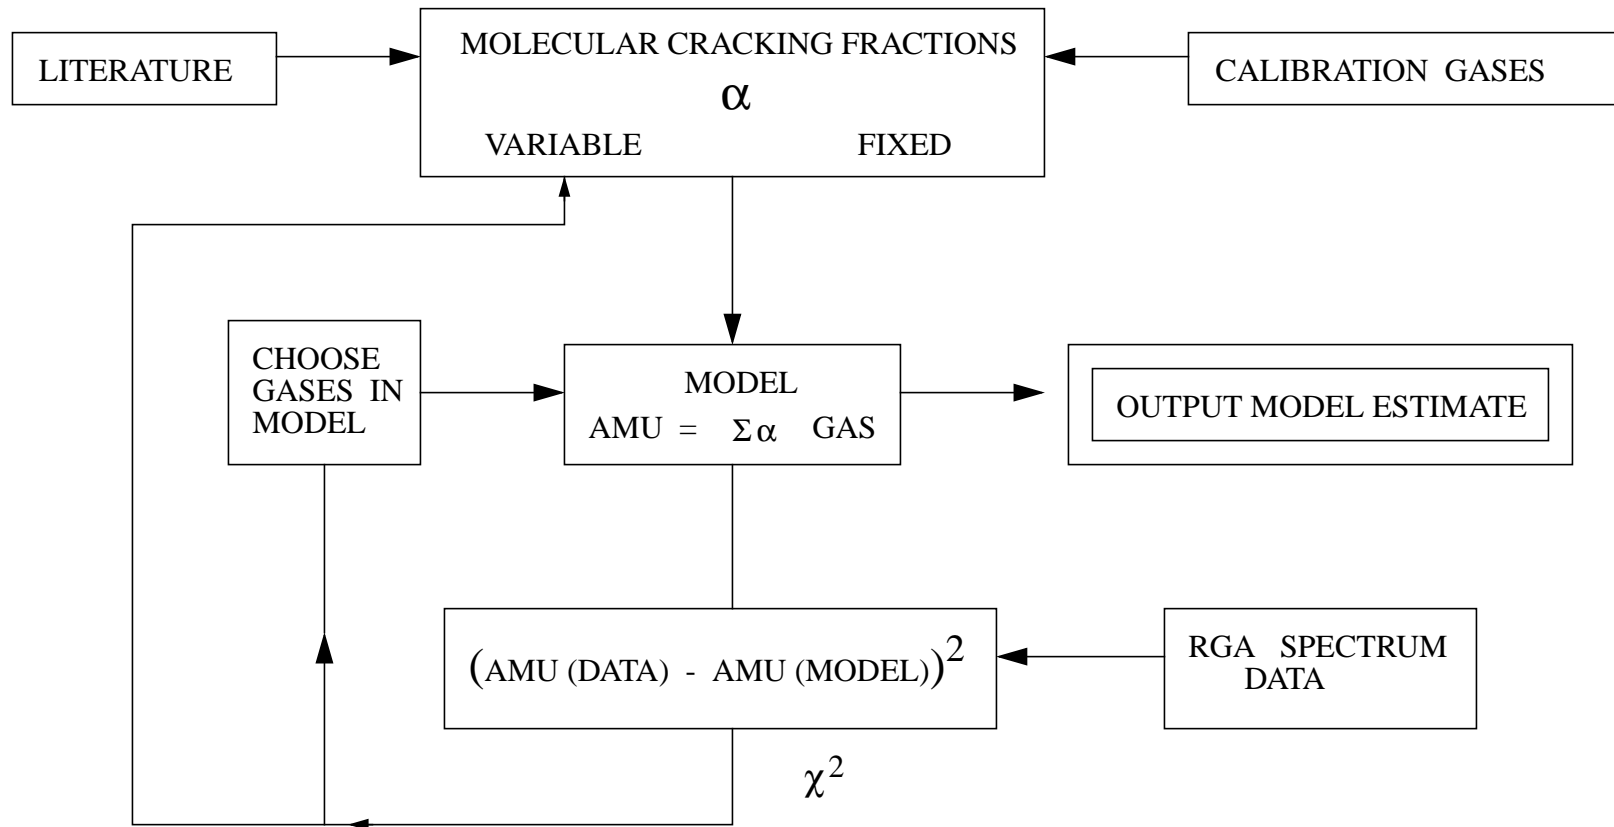 LITERATURE
MOLECULAR CRACKING FRACTIONS
α
VARIABLE FIXED
CALIBRATION GASES
CHOOSE
GASES IN
MODEL
MODEL
AMU = Σα GAS
OUTPUT MODEL ESTIMATE
(AMU (DATA) - AMU (MODEL))²
RGA SPECTRUM
DATA
χ²